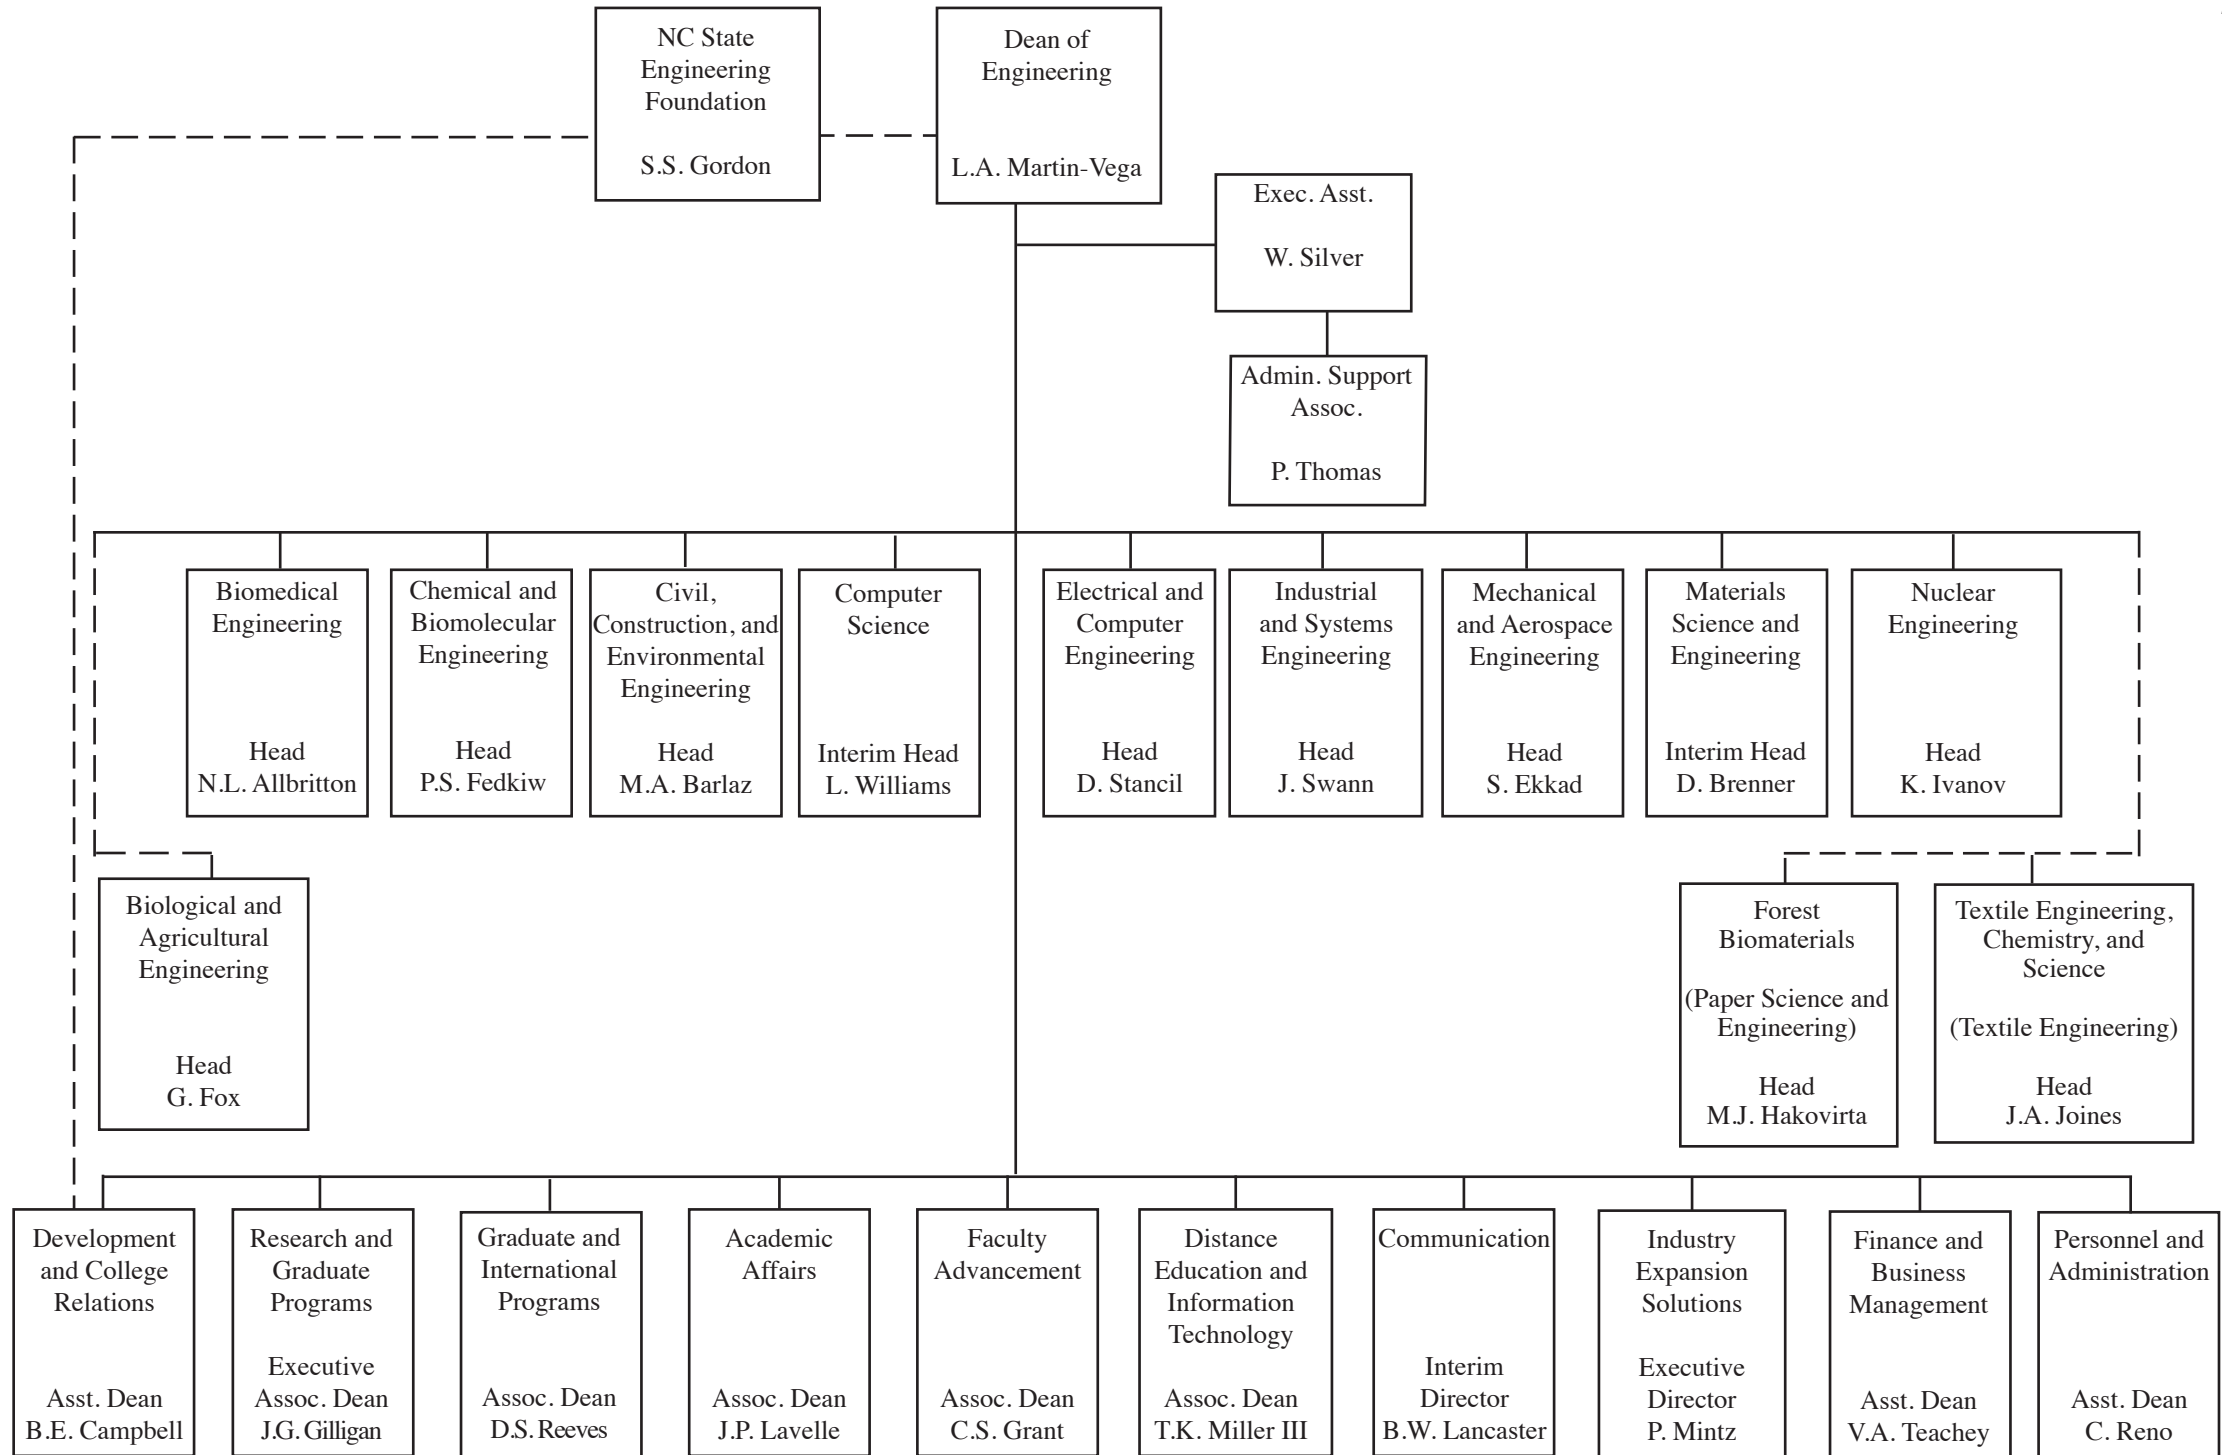 NC State
Engineering
Foundation
S.S. Gordon
Dean of
Engineering
L.A. Martin-Vega
Exec. Asst.
W. Silver
Admin. Support
Assoc.
P. Thomas
Biomedical
Engineering
Head
N.L. Allbritton
Chemical and
Biomolecular
Engineering
Head
P.S. Fedkiw
Civil,
Construction, and
Environmental
Engineering
Head
M.A. Barlaz
Computer
Science
Interim Head
L. Williams
Electrical and
Computer
Engineering
Head
D. Stancil
Industrial
and Systems
Engineering
Head
J. Swann
Mechanical
and Aerospace
Engineering
Head
S. Ekkad
Materials
Science and
Engineering
Interim Head
D. Brenner
Nuclear
Engineering
Head
K. Ivanov
Biological and
Agricultural
Engineering
Head
G. Fox
Forest
Biomaterials
(Paper Science and
Engineering)
Head
M.J. Hakovirta
Textile Engineering,
Chemistry, and
Science
(Textile Engineering)
Head
J.A. Joines
Development
and College
Relations
Asst. Dean
B.E. Campbell
Research and
Graduate
Programs
Executive
Assoc. Dean
J.G. Gilligan
Graduate and
International
Programs
Assoc. Dean
D.S. Reeves
Academic
Affairs
Assoc. Dean
J.P. Lavelle
Faculty
Advancement
Assoc. Dean
C.S. Grant
Distance
Education and
Information
Technology
Assoc. Dean
T.K. Miller III
Communication
Interim
Director
B.W. Lancaster
Industry
Expansion
Solutions
Executive
Director
P. Mintz
Finance and
Business
Management
Asst. Dean
V.A. Teachey
Personnel and
Administration
Asst. Dean
C. Reno